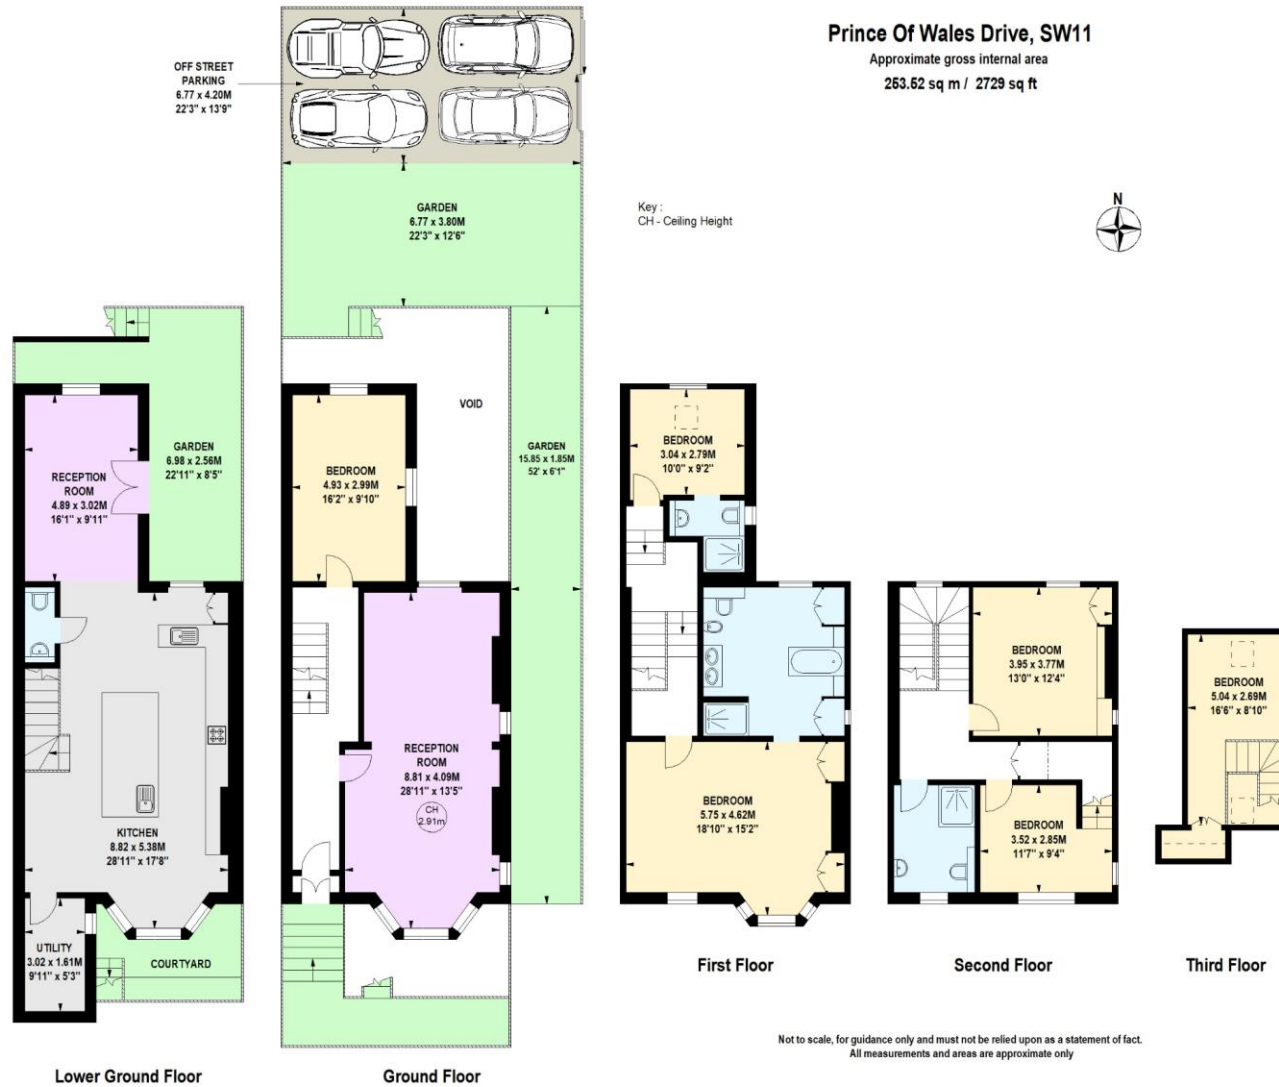 Prince Of Wales Drive, SW11
Approximate gross internal area
263.62 sq m / 2729 sq ft
OFF STREET
PARKING
6.77 x 4.20M
22'3" x 13'9"
GARDEN
6.77 x 3.80M
22'3" x 12'6"
Key :
CH - Ceiling Height
N
GARDEN
6.98 x 2.56M
22'11" x 8'5"
RECEPTION
ROOM
4.89 x 3.02M
16'1" x 9'11"
KITCHEN
8.82 x 5.38M
28'11" x 17'8"
UTILITY
3.02 x 1.61M
9'11" x 5'3"
COURTYARD
Lower Ground Floor
VOID
BEDROOM
4.93 x 2.99M
16'2" x 9'10"
GARDEN
15.85 x 1.85M
52' x 6'1"
RECEPTION
ROOM
8.81 x 4.09M
28'11" x 13'5"
CH
2.91m
Ground Floor
BEDROOM
3.04 x 2.79M
10'0" x 9'2"
BEDROOM
5.75 x 4.62M
18'10" x 15'2"
First Floor
BEDROOM
3.95 x 3.77M
13'0" x 12'4"
BEDROOM
3.52 x 2.85M
11'7" x 9'4"
Second Floor
BEDROOM
5.04 x 2.69M
16'6" x 8'10"
Third Floor
Not to scale, for guidance only and must not be relied upon as a statement of fact.
All measurements and areas are approximate only